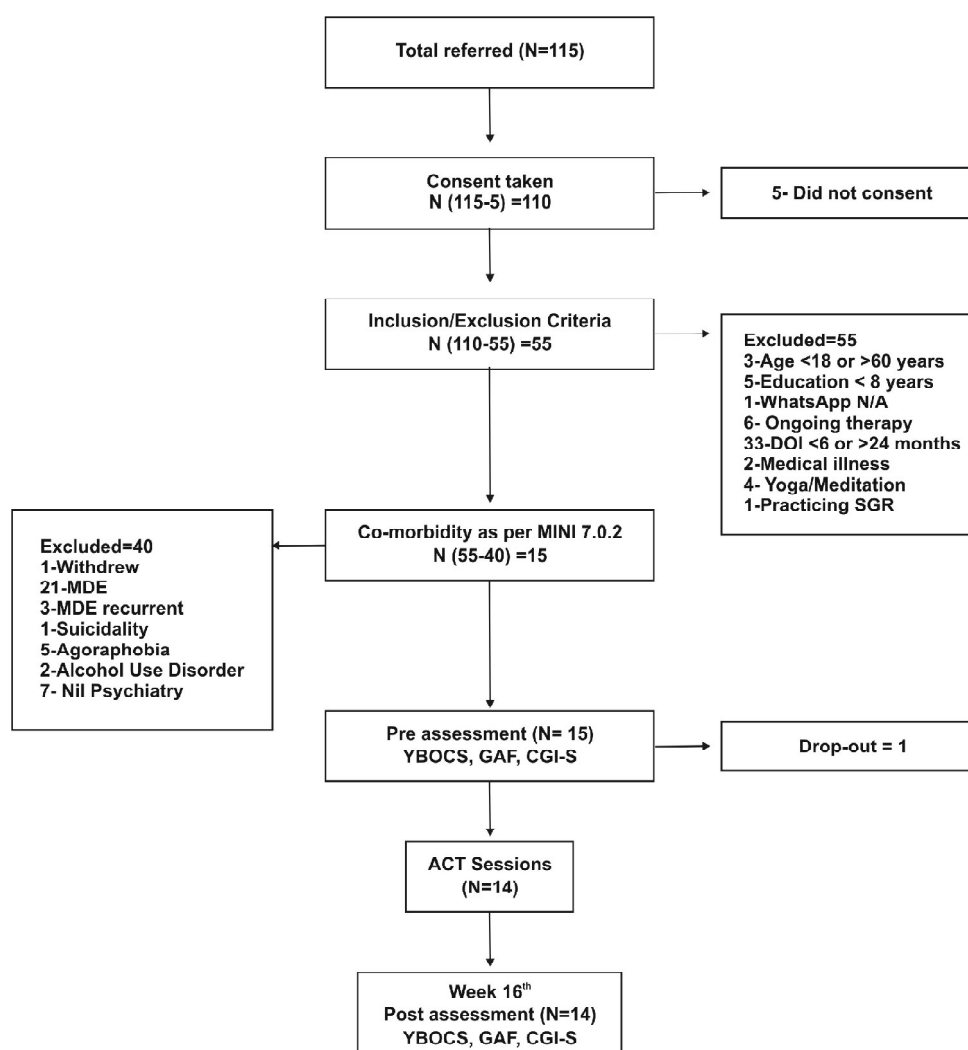 Total referred (N=115)
Consent taken
N (115-5) =110
5- Did not consent
Inclusion/Exclusion Criteria
N (110-55) =55
Excluded=55
3-Age <18 or >60 years
5-Education < 8 years
1-WhatsApp N/A
6- Ongoing therapy
33-DOI <6 or >24 months
2-Medical illness
4- Yoga/Meditation
1-Practicing SGR
Co-morbidity as per MINI 7.0.2
N (55-40) =15
Excluded=40
1-Withdrew
21-MDE
3-MDE recurrent
1-Suicidality
5-Agoraphobia
2-Alcohol Use Disorder
7- Nil Psychiatry
Pre assessment (N= 15)
YBOCS, GAF, CGI-S
Drop-out = 1
ACT Sessions
(N=14)
Week 16th
Post assessment (N=14)
YBOCS, GAF, CGI-S